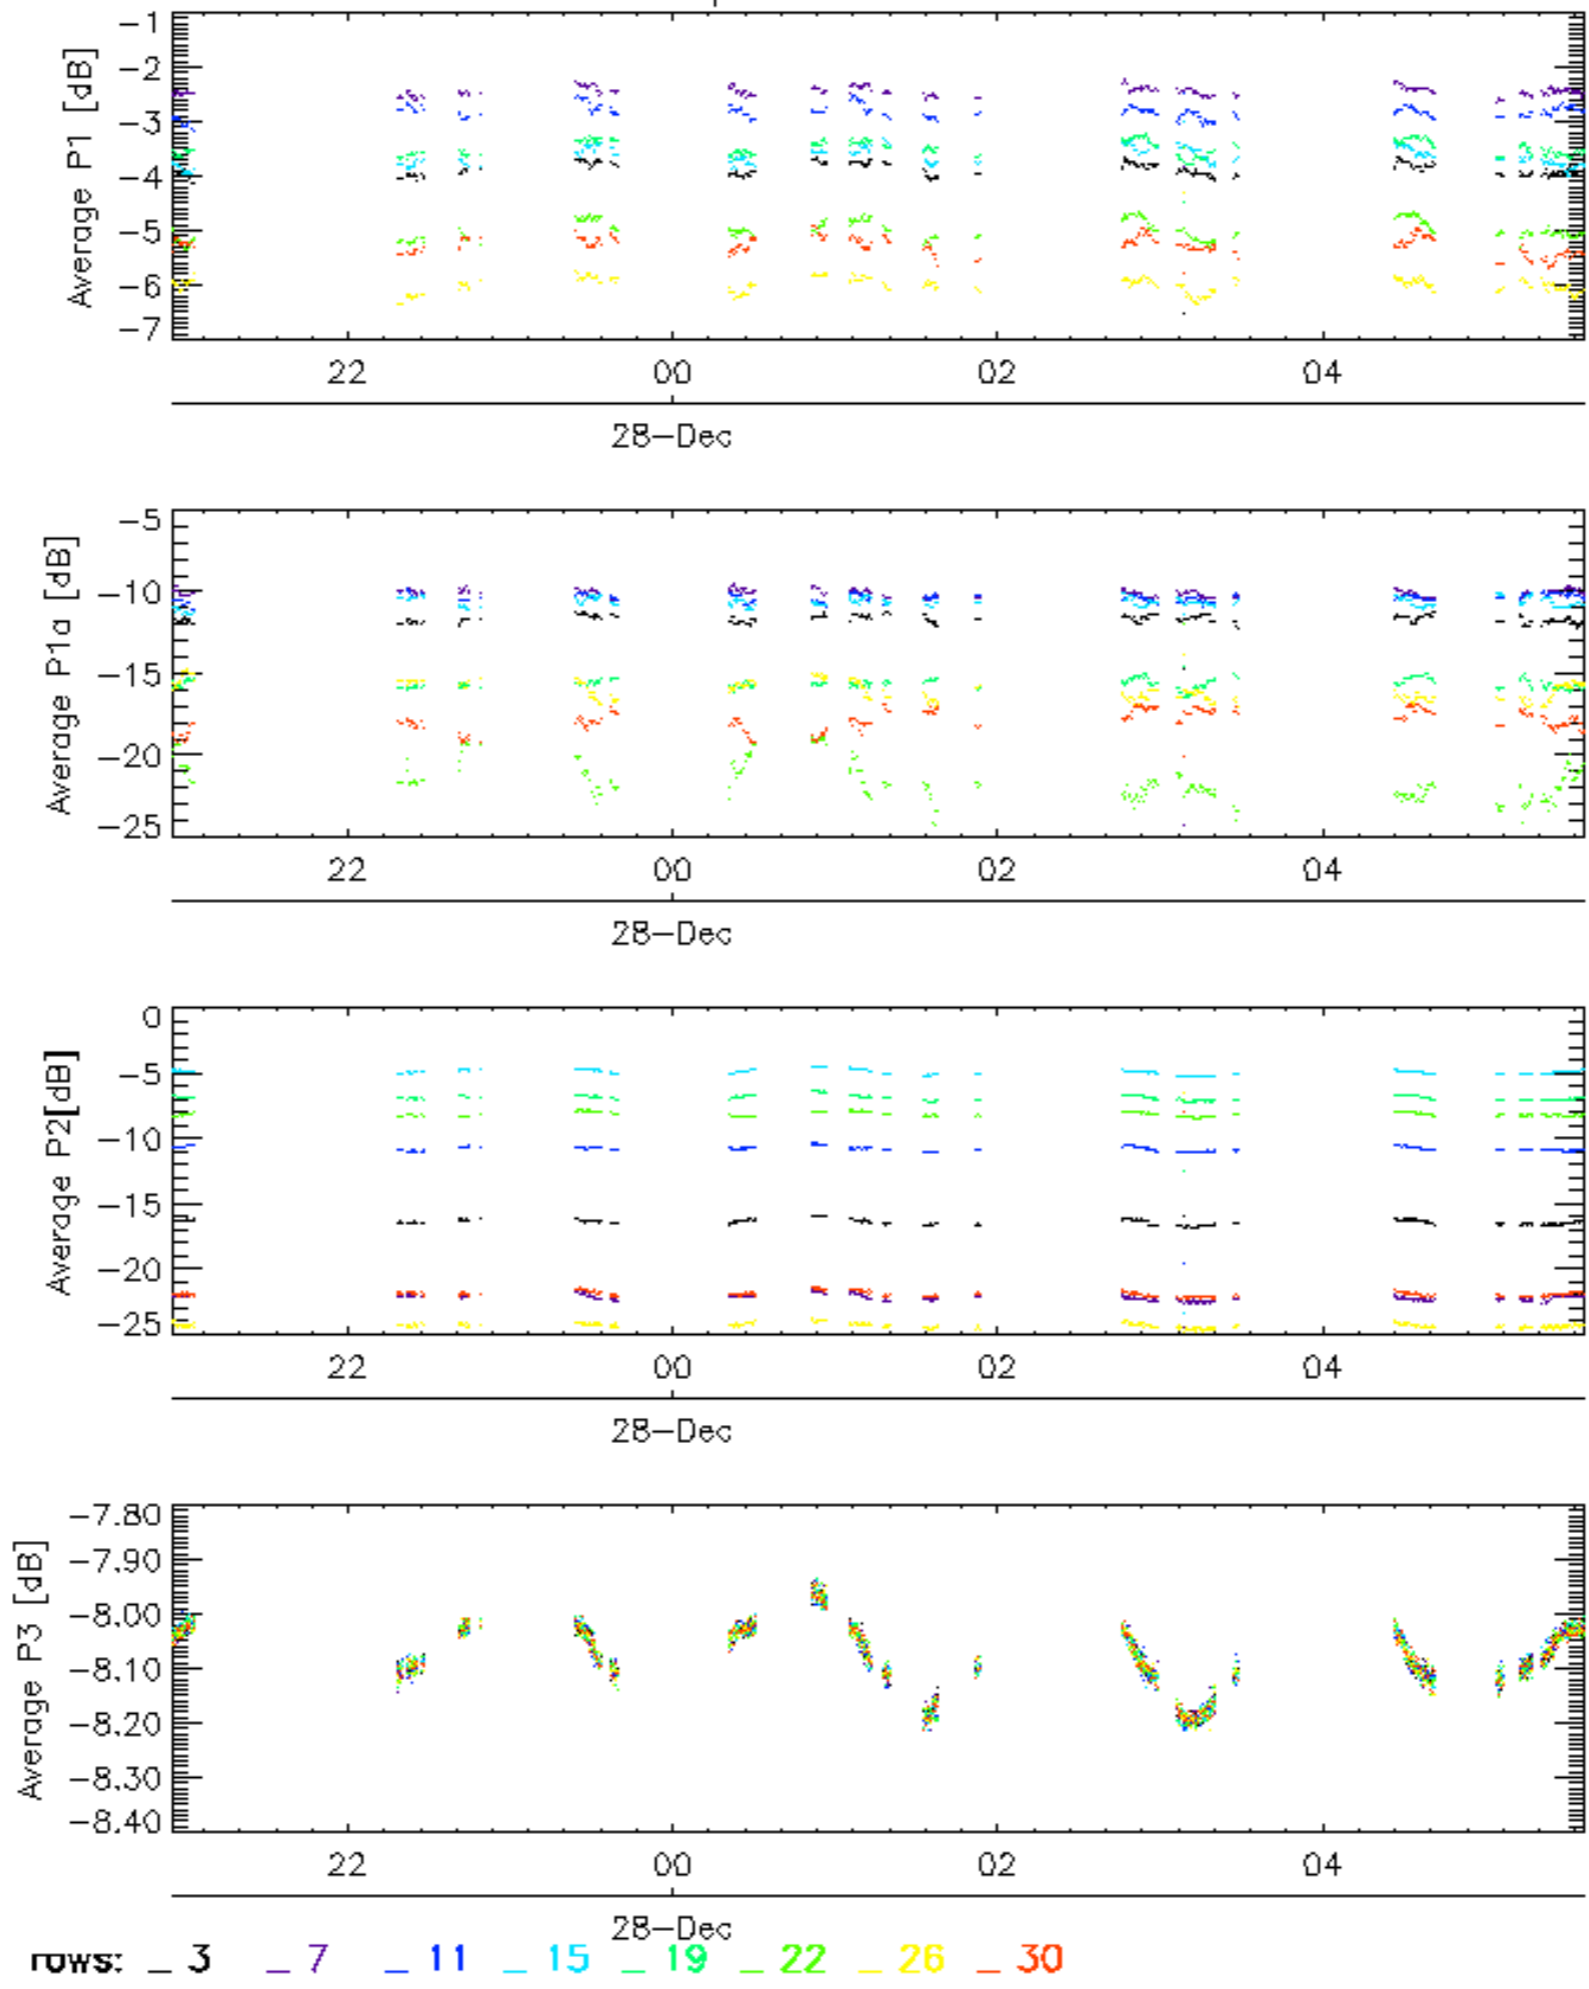 Average P1 [dB]
-1
-2
-3
-4
-5
-6
-7
22 00 02 04
28-Dec
Average P1a [dB]
-5
-10
-15
-20
-25
22 00 02 04
28-Dec
Average P2[dB]
0
-5
-10
-15
-20
-25
22 00 02 04
28-Dec
Average P3 [dB]
-7.80
-7.90
-8.00
-8.10
-8.20
-8.30
-8.40
22 00 02 04
28-Dec
rows: _ 3 _ 7 _ 11 _ 15 _ 19 _ 22 _ 26 _ 30